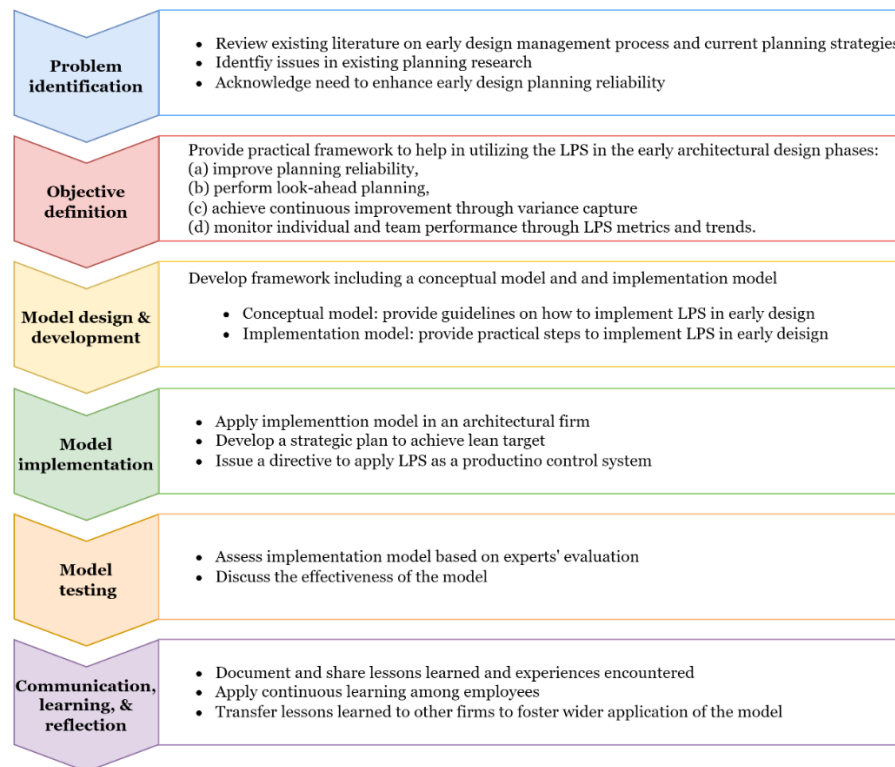 Problem
identification
• Review existing literature on early design management process and current planning strategies
• Identfiy issues in existing planning research
• Acknowledge need to enhance early design planning reliability
Objective
definition
Provide practical framework to help in utilizing the LPS in the early architectural design phases:
(a) improve planning reliability,
(b) perform look-ahead planning,
(c) achieve continuous improvement through variance capture
(d) monitor individual and team performance through LPS metrics and trends.
Model design &
development
Develop framework including a conceptual model and and implementation model
• Conceptual model: provide guidelines on how to implement LPS in early design
• Implementation model: provide practical steps to implement LPS in early deisign
Model
implementation
• Apply implementtion model in an architectural firm
• Develop a strategic plan to achieve lean target
• Issue a directive to apply LPS as a productino control system
Model
testing
• Assess implementation model based on experts' evaluation
• Discuss the effectiveness of the model
Communication,
learning, &
reflection
• Document and share lessons learned and experiences encountered
• Apply continuous learning among employees
• Transfer lessons learned to other firms to foster wider application of the model